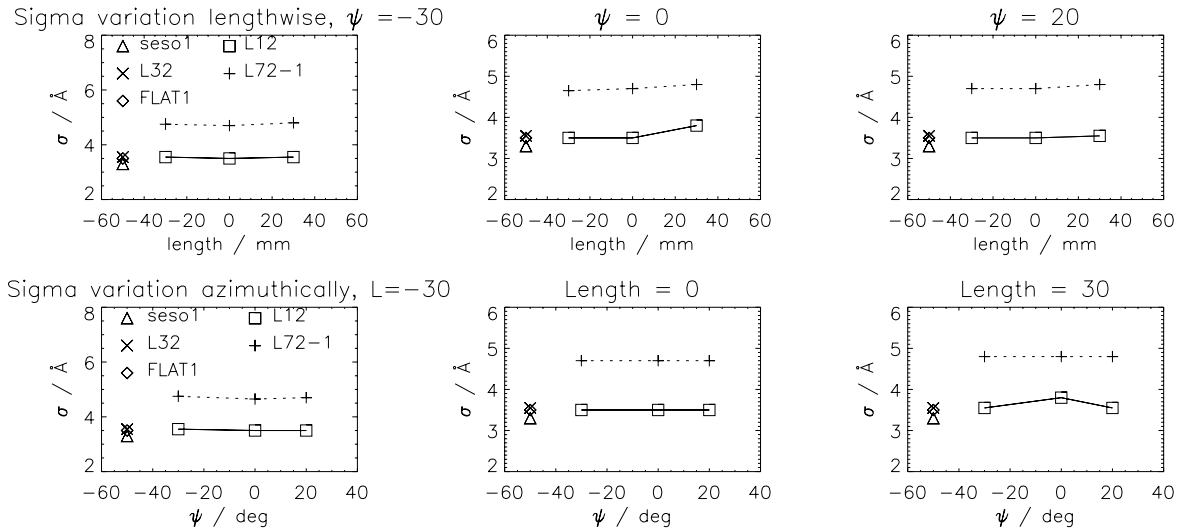 Sigma variation lengthwise, ψ =−30
8
6
4
2
σ / Å
seso1
L12
L32
L72−1
FLAT1
−60 −40 −20 0 20 40 60
length / mm
ψ = 0
6
5
4
3
2
σ / Å
−60 −40 −20 0 20 40 60
length / mm
ψ = 20
6
5
4
3
2
σ / Å
−60 −40 −20 0 20 40 60
length / mm
Sigma variation azimuthically, L=−30
8
6
4
2
σ / Å
seso1
L12
L32
L72−1
FLAT1
−60 −40 −20 0 20 40
ψ / deg
Length = 0
6
5
4
3
2
σ / Å
−60 −40 −20 0 20 40
ψ / deg
Length = 30
6
5
4
3
2
σ / Å
−60 −40 −20 0 20 40
ψ / deg